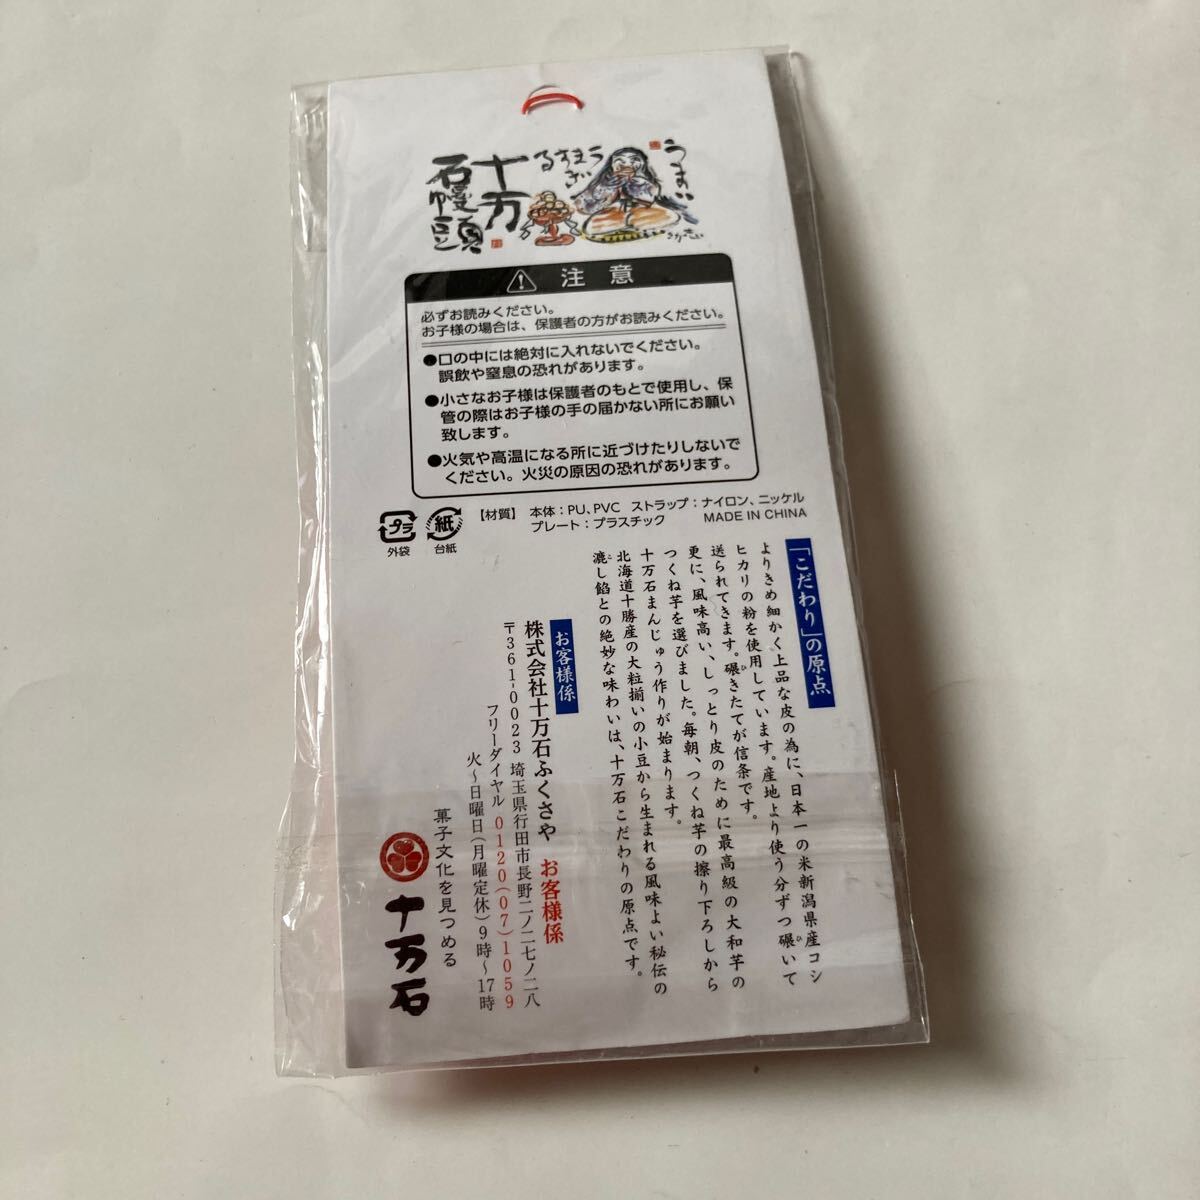 うまい
うますぎる
十万
石饅頭
注意
必ずお読みください。
お子様の場合は、保護者の方がお読みください。
●口の中には絶対に入れないでください。
誤飲や窒息の恐れがあります。
●小さなお子様は保護者のもとで使用し、保
管の際はお子様の手の届かない所にお願い
致します。
●火気や高温になる所に近づけたりしないで
ください。火災の原因の恐れがあります。
プラ
外袋
紙
台紙
【材質】 本体：PU、PVC ストラップ：ナイロン、ニッケル
プレート：プラスチック MADE IN CHINA
「こだわり」の原点
よりきめ細かく上品な皮の為に、日本一の米新潟県産コシ
ヒカリの粉を使用しています。産地より使う分ずつ碾いて
送られてきます。碾きたてが信条です。
更に、風味高い、しっとり皮のために最高級の大和芋の
つくね芋を選びました。毎朝、つくね芋の擦り下ろしから
十万石まんじゅう作りが始まります。
北海道十勝産の大粒揃いの小豆から生まれる風味よい秘伝の
漉し餡との絶妙な味わいは、十万石こだわりの原点です。
お客様係
株式会社十万石ふくさや お客様係
〒361-0023 埼玉県行田市長野二ノ二七ノ二八
フリーダイヤル 0120(07)1059
火～日曜日(月曜定休)9時～17時
菓子文化を見つめる
十万石